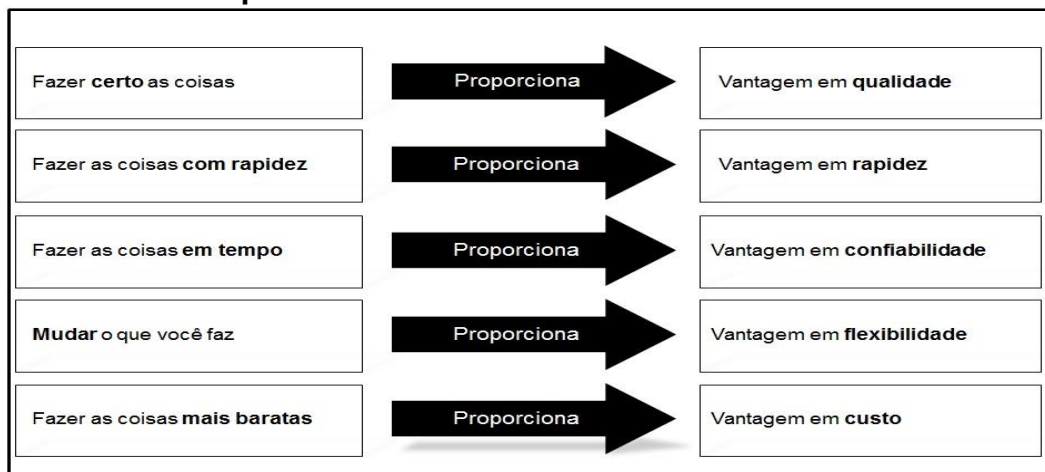 Fazer certo as coisas Proporciona Vantagem em qualidade
Fazer as coisas com rapidez Proporciona Vantagem em rapidez
Fazer as coisas em tempo Proporciona Vantagem em confiabilidade
Mudar o que você faz Proporciona Vantagem em flexibilidade
Fazer as coisas mais baratas Proporciona Vantagem em custo